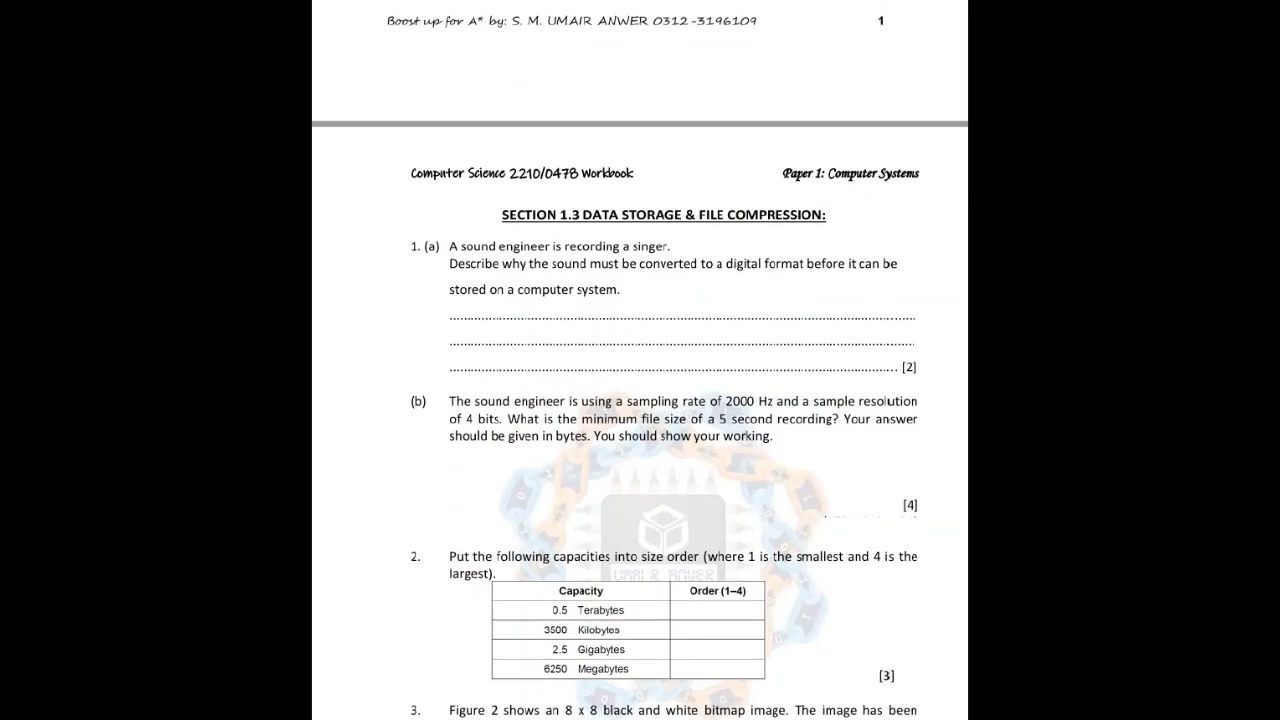 Boost up for A* by: S. M. UMAIR ANWER 0312-3196109 1
Computer Science 2210/0478 Workbook Paper 1: Computer Systems
SECTION 1.3 DATA STORAGE & FILE COMPRESSION:
1. (a) A sound engineer is recording a singer.
Describe why the sound must be converted to a digital format before it can be
stored on a computer system.
[2]
(b) The sound engineer is using a sampling rate of 2000 Hz and a sample resolution
of 4 bits. What is the minimum file size of a 5 second recording? Your answer
should be given in bytes. You should show your working.
[4]
2. Put the following capacities into size order (where 1 is the smallest and 4 is the
largest).
UMAIR ANWER
Capacity Order (1–4)
0.5 Terabytes
3500 Kilobytes
2.5 Gigabytes
6250 Megabytes
[3]
3. Figure 2 shows an 8 x 8 black and white bitmap image. The image has been